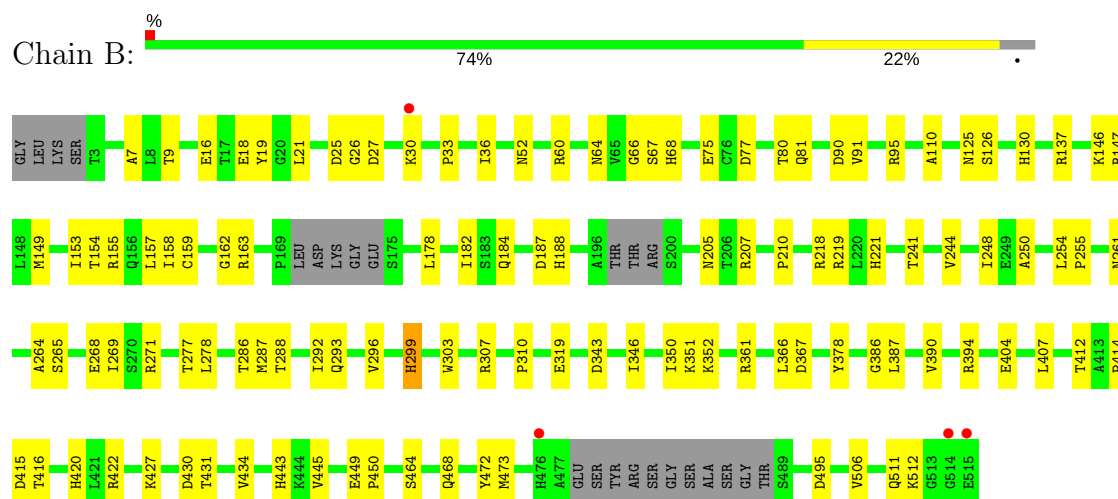 %
Chain B:
74% 22% •
GLY LEU LYS SER T3 A7 L8 T9 E16 T17 E18 Y19 G20 L21 D25 G26 D27 K30 P33 I36 N52 R60 N64 V65 G66 S67 H68 E75 C76 D77 T80 Q81 D90 V91 R95 A110 N125 S126 H130 R137 K146
L148 M149 I153 T154 R155 Q156 L157 I158 C159 G162 R163 P169 LEU ASP LYS GLY GLU S175 L178 I182 S183 Q184 D187 H188 A196 THR THR ARG S200 N205 T206 R207 P210 R218 R219 L220 H221 T241 V244 I248 E249 A250 L254 P255
A264 S265 E268 I269 S270 R271 T277 L278 T286 M287 T288 I292 Q293 V296 H299 W303 R307 P310 E319 D343 I346 I350 K351 K352 R361 L366 D367 Y378 G386 L387 V390 R394 E404 L407 T412 A413
D415 T416 H420 L421 R422 K427 D430 T431 V434 H443 K444 V445 E449 P450 S464 Q468 Y472 M473 H476 A477 GLU SER TYR ARG SER GLY SER ALA SER GLY THR S489 D495 V506 Q511 K512 G513 G514 E515